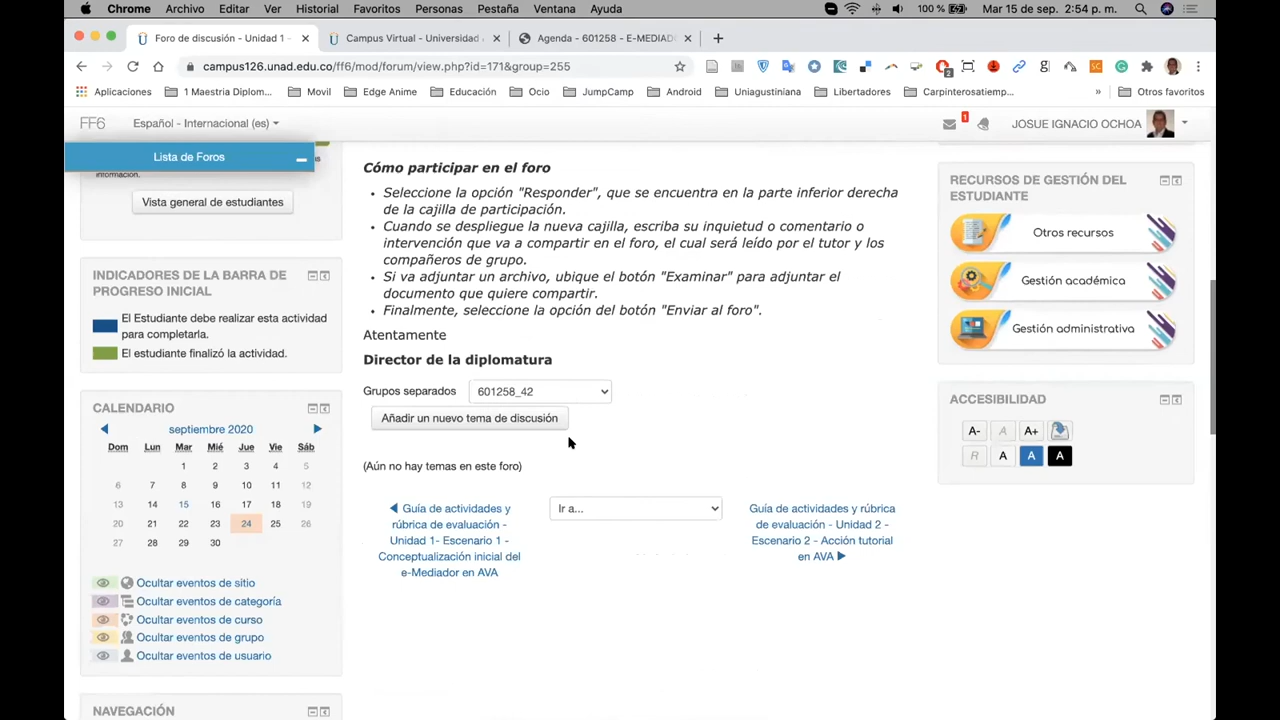 Chrome Archivo Editar Ver Historial Favoritos Personas Pestaña Ventana Ayuda 100 % Mar 15 de sep. 2:54 p. m.
Foro de discusión - Unidad 1 - Campus Virtual - Universidad Agenda - 601258 - E-MEDIADO
campus126.unad.edu.co/ff6/mod/forum/view.php?id=171&group=255
Aplicaciones 1 Maestria Diplom... Movil Edge Anime Educación Ocio JumpCamp Android Uniagustiniana Libertadores Carpinterosatiemp... » Otros favoritos
FF6 Español - Internacional (es) 1 JOSUE IGNACIO OCHOA
Lista de Foros
información.
Vista general de estudiantes
INDICADORES DE LA BARRA DE
PROGRESO INICIAL
El Estudiante debe realizar esta actividad
para completarla.
El estudiante finalizó la actividad.
CALENDARIO
septiembre 2020
Dom Lun Mar Mié Jue Vie Sáb
1 2 3 4 5
6 7 8 9 10 11 12
13 14 15 16 17 18 19
20 21 22 23 24 25 26
27 28 29 30
Ocultar eventos de sitio
Ocultar eventos de categoría
Ocultar eventos de curso
Ocultar eventos de grupo
Ocultar eventos de usuario
NAVEGACIÓN
Cómo participar en el foro
• Seleccione la opción "Responder", que se encuentra en la parte inferior derecha
de la cajilla de participación.
• Cuando se despliegue la nueva cajilla, escriba su inquietud o comentario o
intervención que va a compartir en el foro, el cual será leído por el tutor y los
compañeros de grupo.
• Si va adjuntar un archivo, ubique el botón "Examinar" para adjuntar el
documento que quiere compartir.
• Finalmente, seleccione la opción del botón "Enviar al foro".
Atentamente
Director de la diplomatura
Grupos separados 601258_42
Añadir un nuevo tema de discusión
(Aún no hay temas en este foro)
◀ Guía de actividades y
rúbrica de evaluación -
Unidad 1- Escenario 1 -
Conceptualización inicial del
e-Mediador en AVA
Ir a...
Guía de actividades y
rúbrica de evaluación - Unidad 2 -
Escenario 2 - Acción tutorial
en AVA ▶
RECURSOS DE GESTIÓN DEL
ESTUDIANTE
Otros recursos
Gestión académica
Gestión administrativa
ACCESIBILIDAD
A- A A+
R A A A